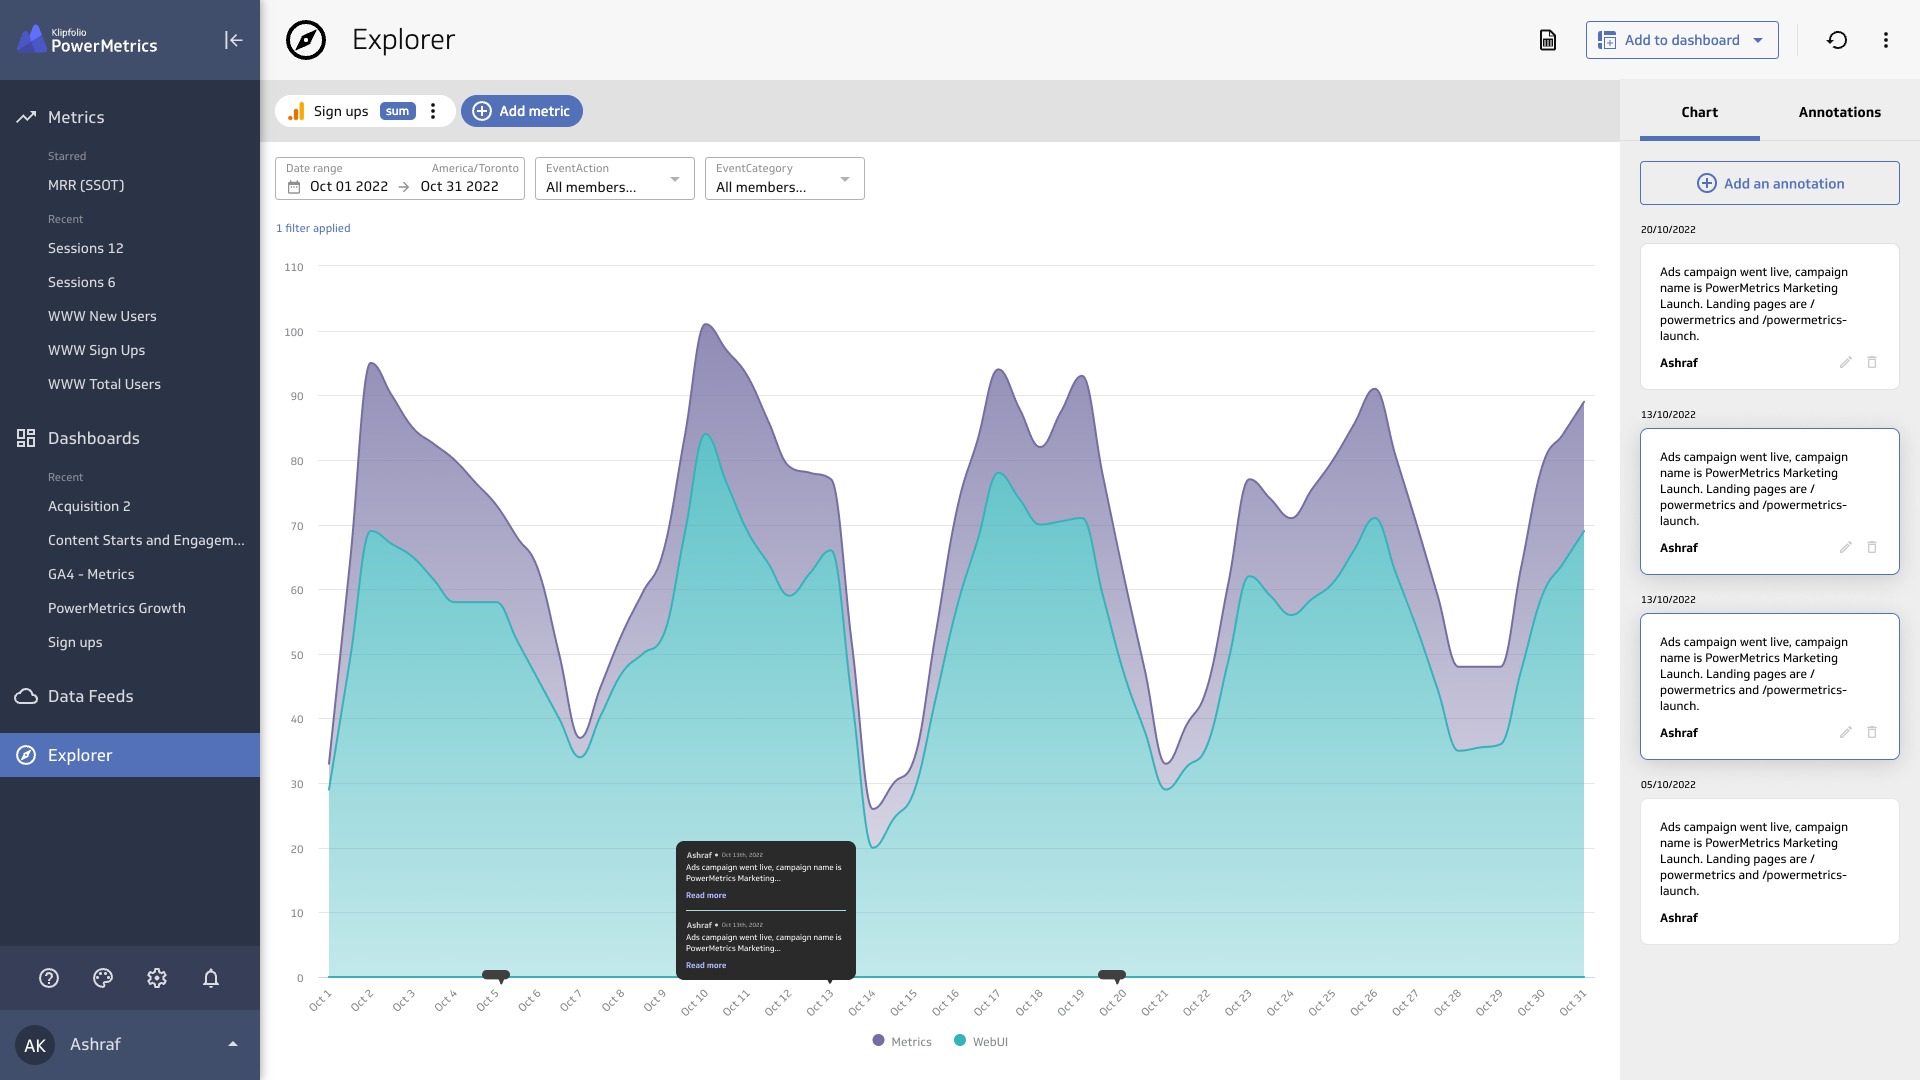 Klipfolio
PowerMetrics
Metrics
Starred
MRR (SSOT)
Recent
Sessions 12
Sessions 6
WWW New Users
WWW Sign Ups
WWW Total Users
Dashboards
Recent
Acquisition 2
Content Starts and Engagem...
GA4 - Metrics
PowerMetrics Growth
Sign ups
Data Feeds
Explorer
AK Ashraf
Explorer
Add to dashboard
Sign ups sum
Add metric
Date range America/Toronto
Oct 01 2022 → Oct 31 2022
EventAction
All members...
EventCategory
All members...
1 filter applied
110
100
90
80
70
60
50
40
30
20
10
0
Ashraf • Oct 13th, 2022
Ads campaign went live, campaign name is
PowerMetrics Marketing...
Read more
Ashraf • Oct 13th, 2022
Ads campaign went live, campaign name is
PowerMetrics Marketing...
Read more
Oct 1
Oct 2
Oct 3
Oct 4
Oct 5
Oct 6
Oct 7
Oct 8
Oct 9
Oct 10
Oct 11
Oct 12
Oct 13
Oct 14
Oct 15
Oct 16
Oct 17
Oct 18
Oct 19
Oct 20
Oct 21
Oct 22
Oct 23
Oct 24
Oct 25
Oct 26
Oct 27
Oct 28
Oct 29
Oct 30
Oct 31
Metrics
WebUI
Chart
Annotations
Add an annotation
20/10/2022
Ads campaign went live, campaign
name is PowerMetrics Marketing
Launch. Landing pages are /
powermetrics and /powermetrics-
launch.
Ashraf
13/10/2022
Ads campaign went live, campaign
name is PowerMetrics Marketing
Launch. Landing pages are /
powermetrics and /powermetrics-
launch.
Ashraf
13/10/2022
Ads campaign went live, campaign
name is PowerMetrics Marketing
Launch. Landing pages are /
powermetrics and /powermetrics-
launch.
Ashraf
05/10/2022
Ads campaign went live, campaign
name is PowerMetrics Marketing
Launch. Landing pages are /
powermetrics and /powermetrics-
launch.
Ashraf